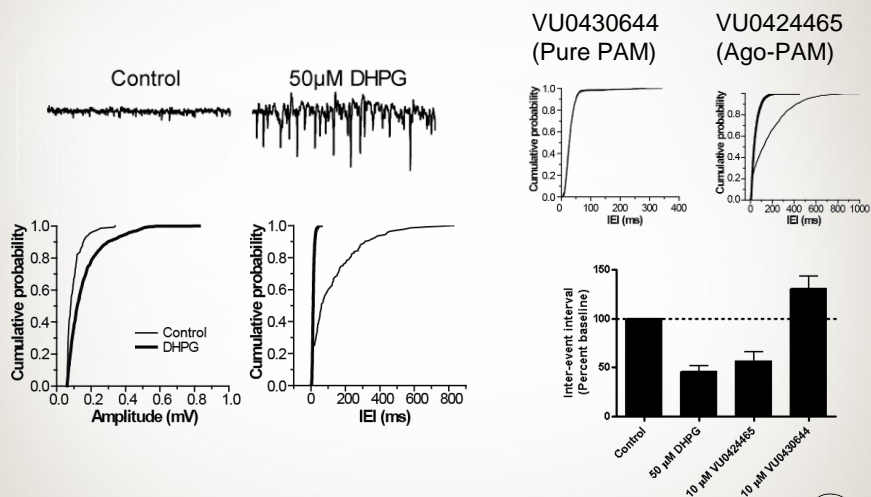 VU0430644
(Pure PAM)
VU0424465
(Ago-PAM)
Control
50µM DHPG
Cumulative probability
1.0
0.8
0.6
0.4
0.2
0.0
0.0 0.2 0.4 0.6 0.8 1.0
Amplitude (mV)
Control
DHPG
Cumulative probability
1.0
0.8
0.6
0.4
0.2
0.0
0 200 400 600 800
IEI (ms)
Cumulative probability
1.0
0.8
0.6
0.4
0.2
0.0
0 100 200 300 400
IEI (ms)
Cumulative probability
0.8
0.6
0.4
0.2
0.0
0 200 400 600 800 1000
IEI (ms)
Inter-event interval
(Percent baseline)
150
100
50
0
Control
50 µM DHPG
10 µM VU0424465
10 µM VU0430644